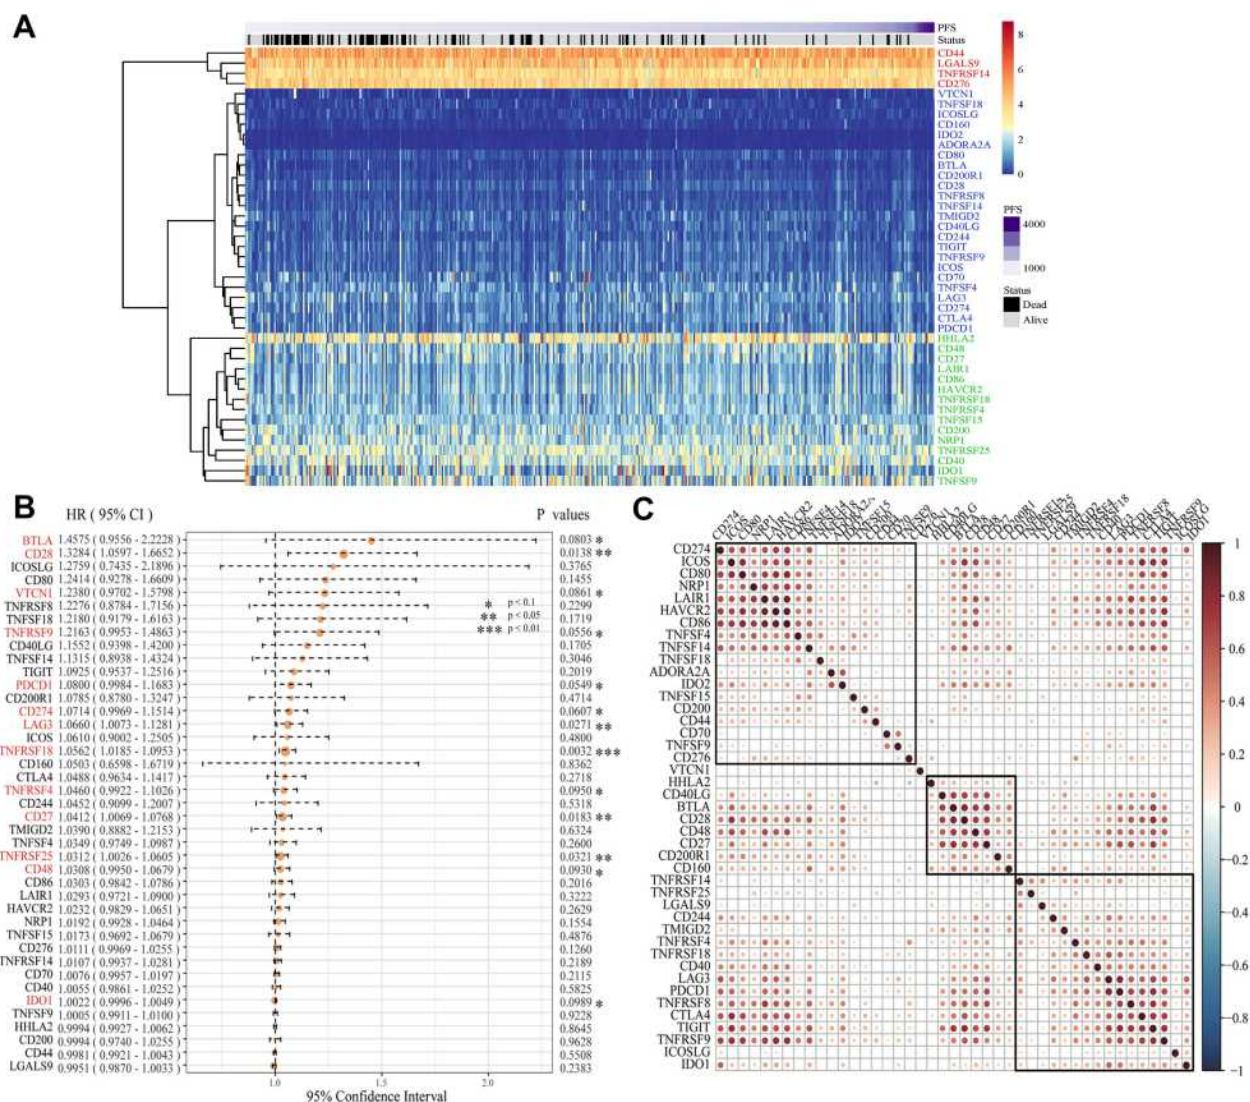 A
PFS
Status
CD44
LGALS9
TNFRSF14
CD276
VTCN1
TNFSF18
ICOSLG
CD160
IDO2
ADORA2A
CD80
BTLA
CD200R1
CD28
TNFRSF8
TNFSF14
TMIGD2
CD40LG
CD244
TIGIT
TNFRSF9
ICOS
CD70
TNFSF4
LAG3
CD274
CTLA4
PDCD1
HHLA2
CD48
CD27
LAIR1
CD86
HAVCR2
TNFRSF18
TNFRSF4
TNFSF15
CD200
NRP1
TNFRSF25
CD40
IDO1
TNFSF9
8
6
4
2
0
PFS
4000
1000
Status
Dead
Alive
B
HR ( 95% CI ) P values
BTLA 1.4575 ( 0.9556 - 2.2228 ) 0.0803 *
CD28 1.3284 ( 1.0597 - 1.6652 ) 0.0138 **
ICOSLG 1.2759 ( 0.7435 - 2.1896 ) 0.3765
CD80 1.2414 ( 0.9278 - 1.6609 ) 0.1455
VTCN1 1.2380 ( 0.9702 - 1.5798 ) 0.0861 *
TNFRSF8 1.2276 ( 0.8784 - 1.7156 ) 0.2299
TNFSF18 1.2180 ( 0.9179 - 1.6163 ) 0.1719
TNFRSF9 1.2163 ( 0.9953 - 1.4863 ) 0.0556 *
CD40LG 1.1552 ( 0.9398 - 1.4200 ) 0.1705
TNFSF14 1.1315 ( 0.8938 - 1.4324 ) 0.3046
TIGIT 1.0925 ( 0.9537 - 1.2516 ) 0.2019
PDCD1 1.0800 ( 0.9984 - 1.1683 ) 0.0549 *
CD200R1 1.0785 ( 0.8780 - 1.3247 ) 0.4714
CD274 1.0714 ( 0.9969 - 1.1514 ) 0.0607 *
LAG3 1.0660 ( 1.0073 - 1.1281 ) 0.0271 **
ICOS 1.0610 ( 0.9002 - 1.2505 ) 0.4800
TNFRSF18 1.0562 ( 1.0185 - 1.0953 ) 0.0032 ***
CD160 1.0503 ( 0.6598 - 1.6719 ) 0.8362
CTLA4 1.0488 ( 0.9634 - 1.1417 ) 0.2718
TNFRSF4 1.0460 ( 0.9922 - 1.1026 ) 0.0950 *
CD244 1.0452 ( 0.9099 - 1.2007 ) 0.5318
CD27 1.0412 ( 1.0069 - 1.0768 ) 0.0183 **
TMIGD2 1.0390 ( 0.8882 - 1.2153 ) 0.6324
TNFSF4 1.0349 ( 0.9749 - 1.0987 ) 0.2600
TNFRSF25 1.0312 ( 1.0026 - 1.0605 ) 0.0321 **
CD48 1.0308 ( 0.9950 - 1.0679 ) 0.0930 *
CD86 1.0303 ( 0.9842 - 1.0786 ) 0.2016
LAIR1 1.0293 ( 0.9721 - 1.0900 ) 0.3222
HAVCR2 1.0232 ( 0.9829 - 1.0651 ) 0.2629
NRP1 1.0192 ( 0.9928 - 1.0464 ) 0.1554
TNFSF15 1.0173 ( 0.9692 - 1.0679 ) 0.4876
CD276 1.0111 ( 0.9969 - 1.0255 ) 0.1260
TNFRSF14 1.0107 ( 0.9937 - 1.0281 ) 0.2189
CD70 1.0076 ( 0.9957 - 1.0197 ) 0.2115
CD40 1.0055 ( 0.9861 - 1.0252 ) 0.5825
IDO1 1.0022 ( 0.9996 - 1.0049 ) 0.0989 *
TNFSF9 1.0005 ( 0.9911 - 1.0100 ) 0.9228
HHLA2 0.9994 ( 0.9927 - 1.0062 ) 0.8645
CD200 0.9994 ( 0.9740 - 1.0255 ) 0.9628
CD44 0.9981 ( 0.9921 - 1.0043 ) 0.5508
LGALS9 0.9951 ( 0.9870 - 1.0033 ) 0.2383
* p < 0.1
** p < 0.05
*** p < 0.01
1.0 1.5 2.0
95% Confidence Interval
C
CD274
ICOS
CD80
NRP1
LAIR1
HAVCR2
CD274
ICOS
CD80
NRP1
LAIR1
HAVCR2
CD86
TNFSF4
TNFSF14
TNFSF18
ADORA2A
IDO2
TNFSF15
CD200
CD44
CD70
TNFSF9
CD276
VTCN1
HHLA2
CD40LG
BTLA
CD28
CD48
CD27
CD200R1
CD160
TNFRSF14
TNFRSF25
LGALS9
CD244
TMIGD2
TNFRSF4
TNFRSF18
CD40
LAG3
PDCD1
TNFRSF8
CTLA4
TIGIT
TNFRSF9
ICOSLG
IDO1
1
0.8
0.6
0.4
0.2
0
−0.2
−0.4
−0.6
−0.8
−1